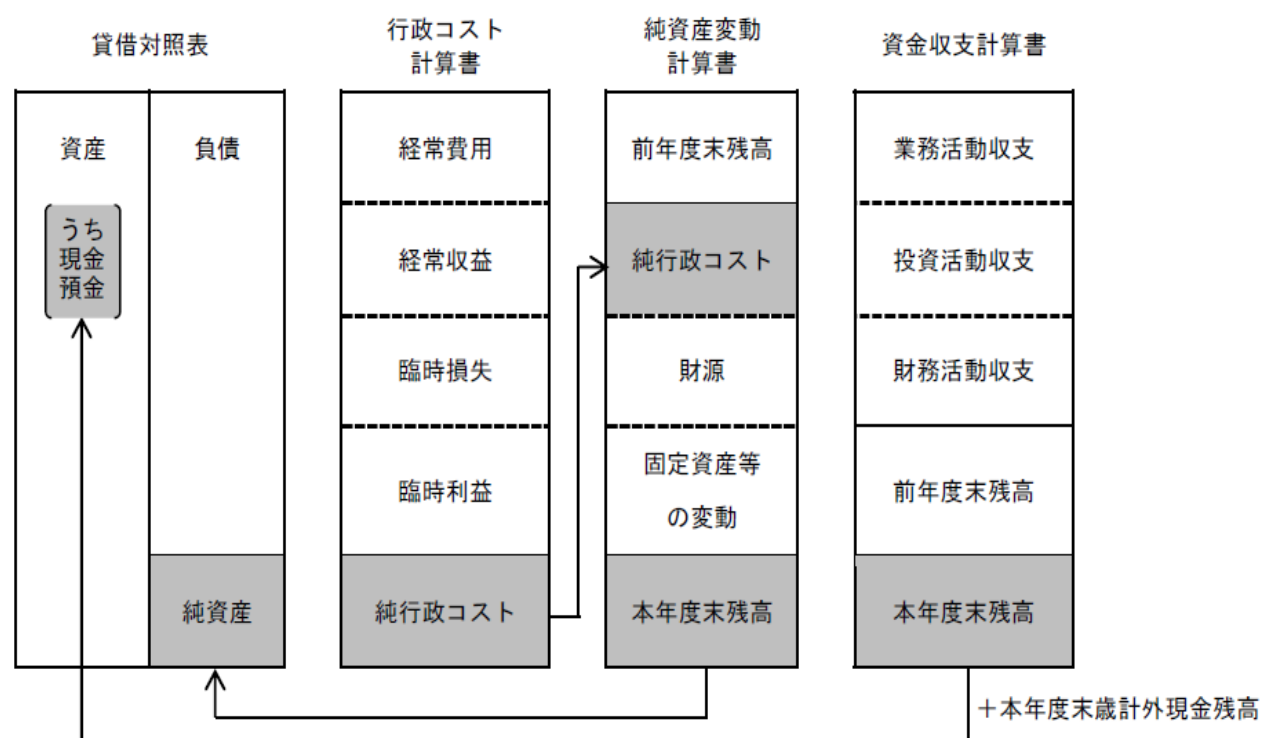 貸借対照表
資産
うち
現金
預金
負債
純資産
行政コスト
計算書
経常費用
経常収益
臨時損失
臨時利益
純行政コスト
純資産変動
計算書
前年度末残高
純行政コスト
財源
固定資産等
の変動
本年度末残高
資金収支計算書
業務活動収支
投資活動収支
財務活動収支
前年度末残高
本年度末残高
＋本年度末歳計外現金残高